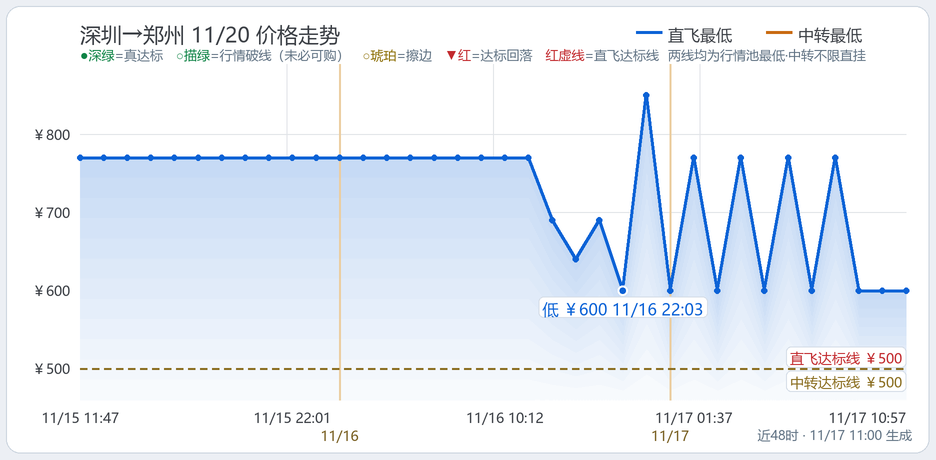 深圳→郑州 11/20 价格走势
直飞最低 中转最低
●深绿=真达标 ○描绿=行情破线（未必可购） ○琥珀=擦边 ▼红=达标回落 红虚线=直飞达标线 两线均为行情池最低·中转不限直挂
￥800
￥700
￥600
￥500
低 ￥600 11/16 22:03
直飞达标线 ￥500
中转达标线 ￥500
11/15 11:47 11/15 22:01 11/16 10:12 11/17 01:37 11/17 10:57
11/16 11/17
近48时 · 11/17 11:00 生成